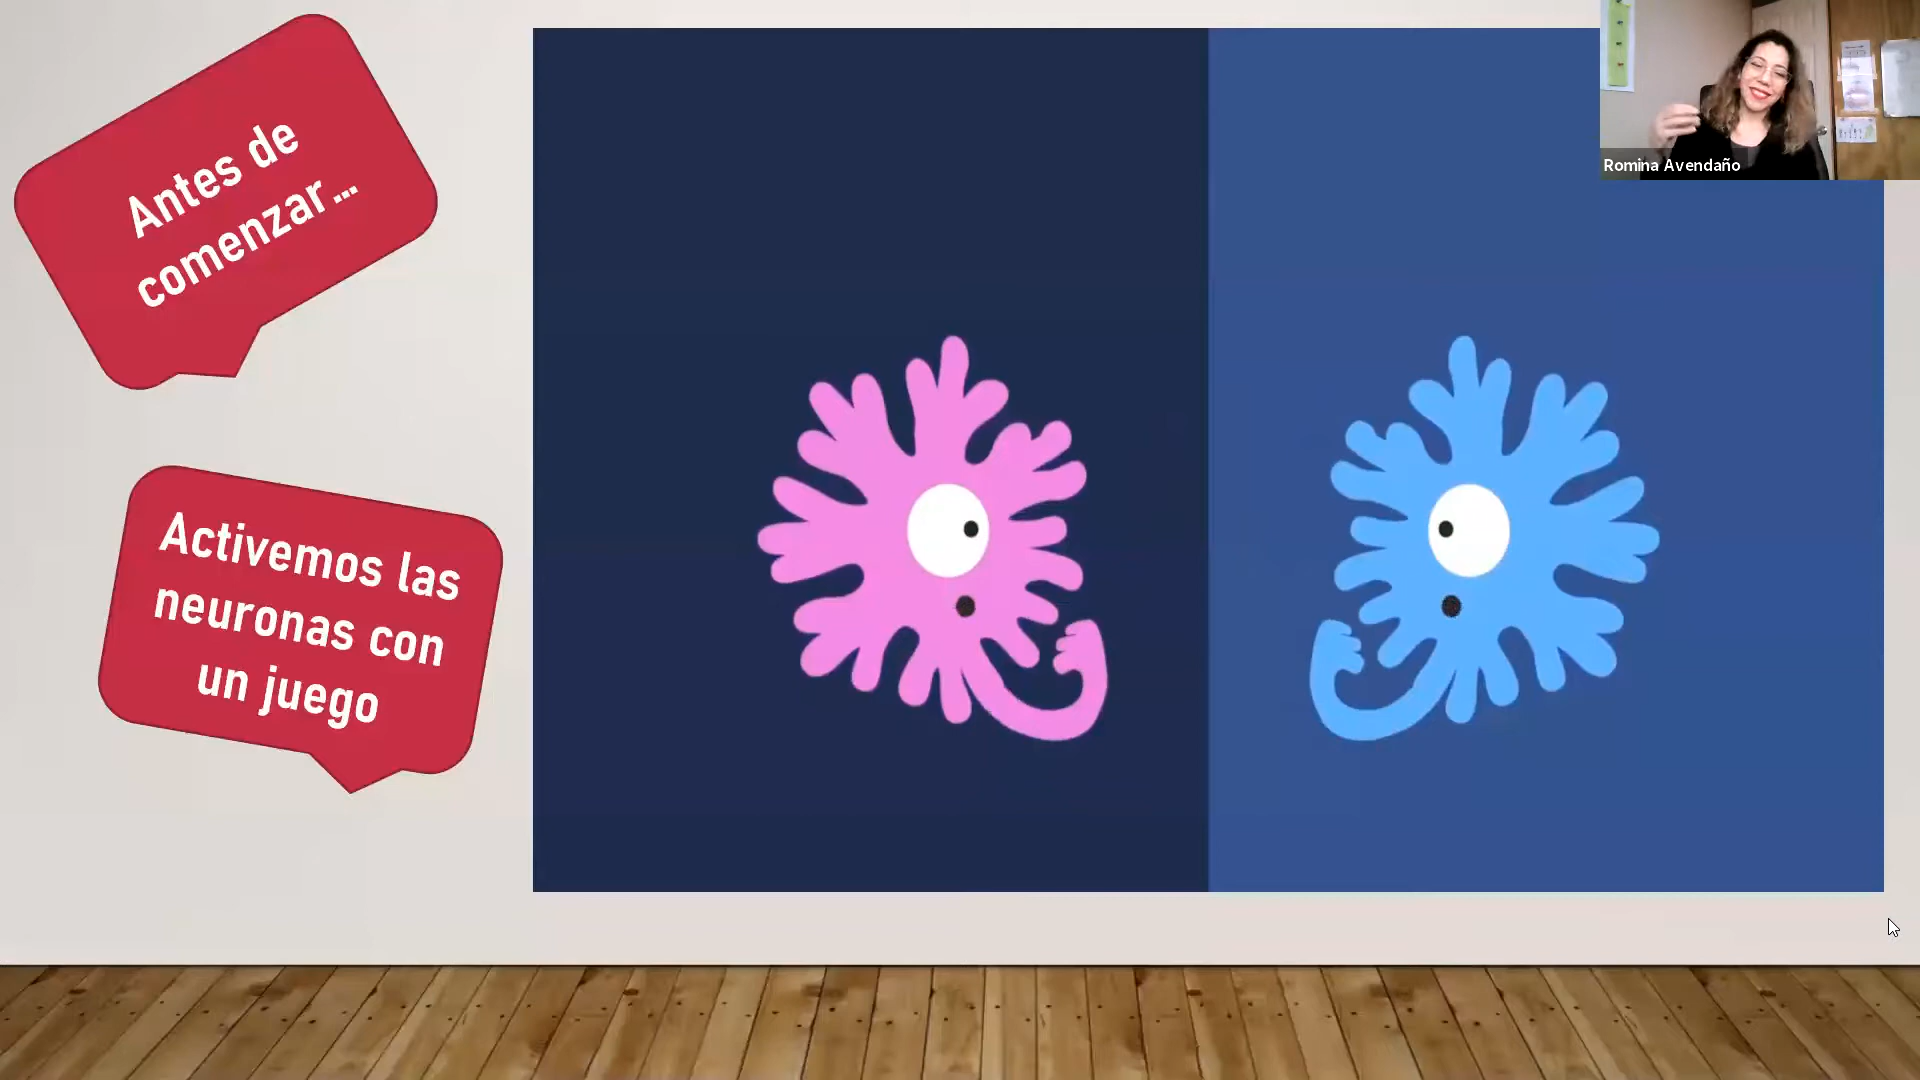 Antes de
comenzar...
Activemos las
neuronas con
un juego
Romina Avendaño